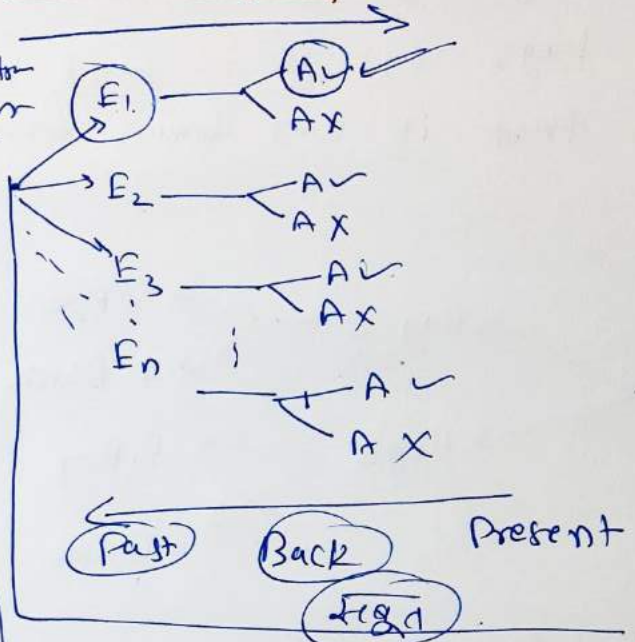 E1 A ✓
A X
E2 A ✓
A X
E3 A ✓
A X
⋮
En A ✓
A X
Past Back Present